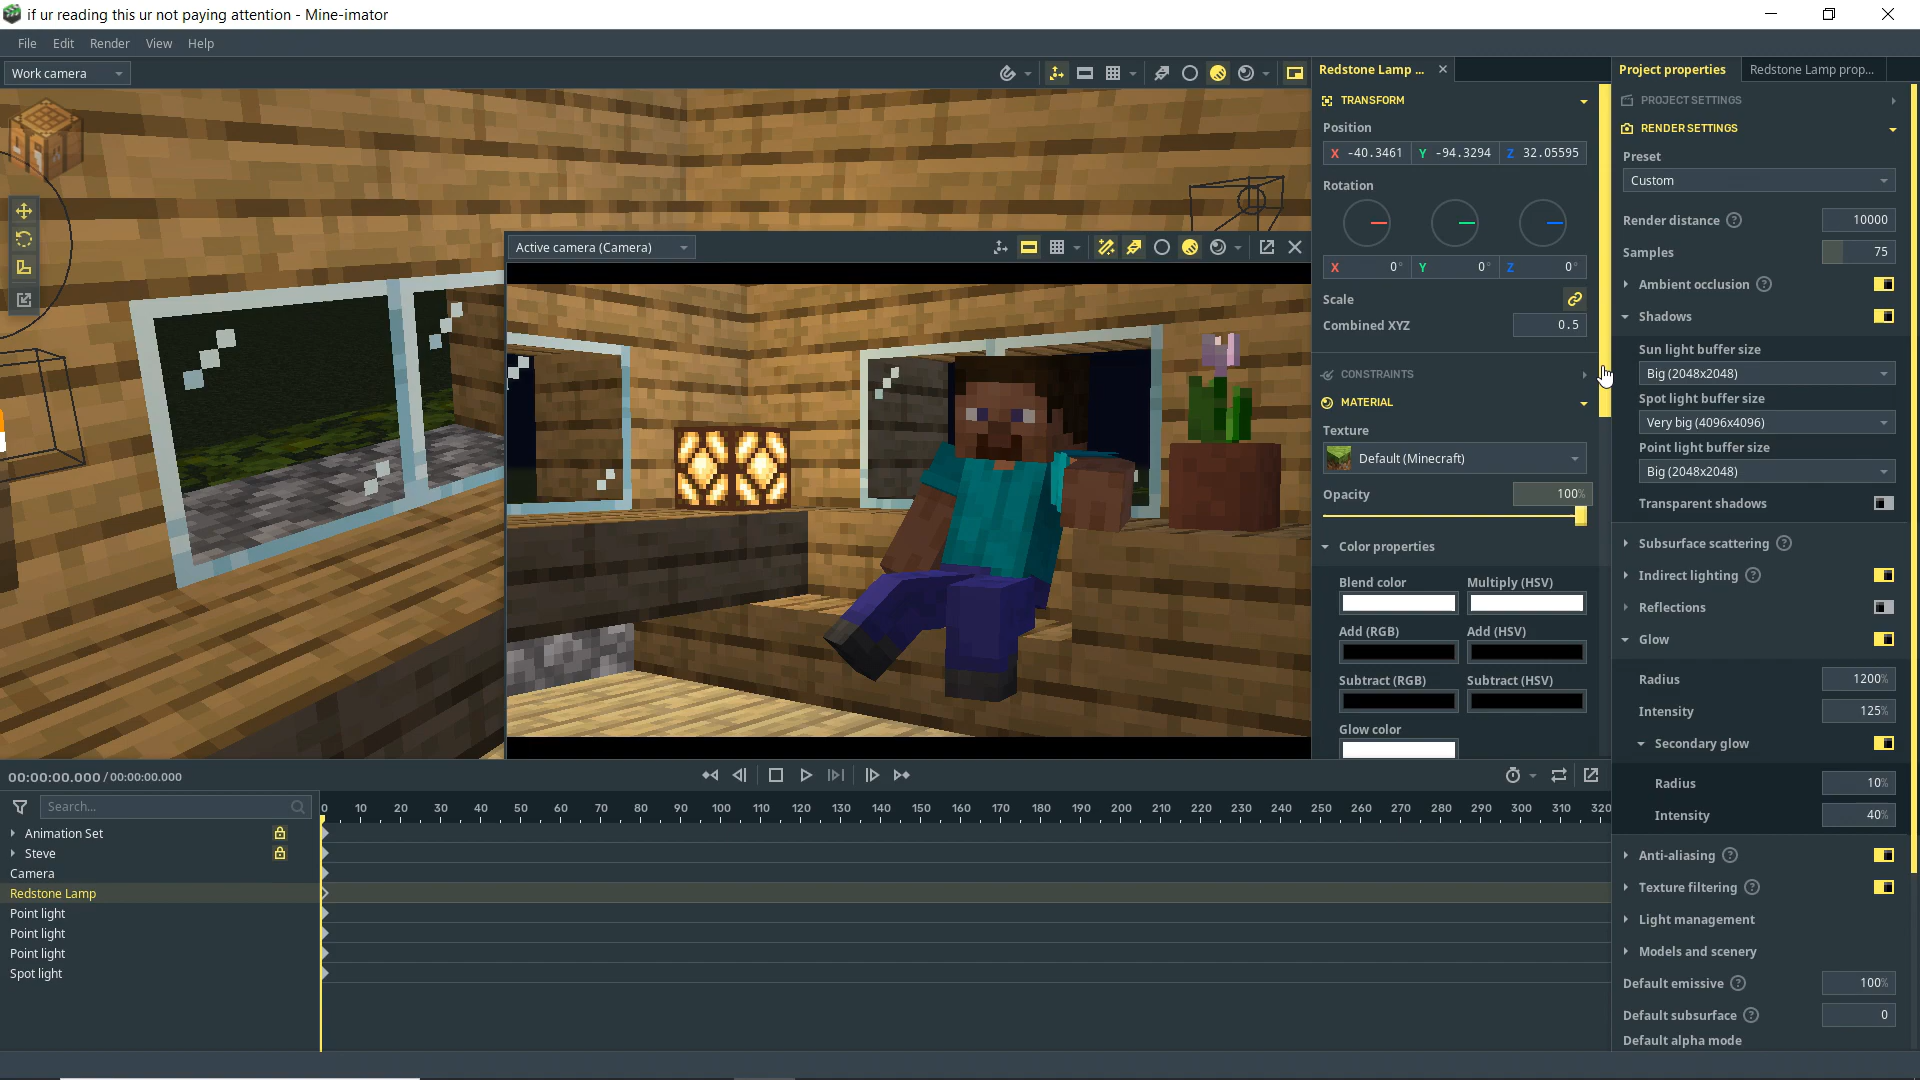 if ur reading this ur not paying attention - Mine-imator
File Edit Render View Help
Work camera
Active camera (Camera)
00:00:00.000 / 00:00:00.000
Search...
0 10 20 30 40 50 60 70 80 90 100 110 120 130 140 150 160 170 180 190 200 210 220 230 240 250 260 270 280 290 300 310 320
Animation Set
Steve
Camera
Redstone Lamp
Point light
Point light
Point light
Spot light
Redstone Lamp ...
TRANSFORM
Position
X -40.3461 Y -94.3294 Z 32.05595
Rotation
X 0° Y 0° Z 0°
Scale
Combined XYZ 0.5
CONSTRAINTS
MATERIAL
Texture
Default (Minecraft)
Opacity 100%
Color properties
Blend color Multiply (HSV)
Add (RGB) Add (HSV)
Subtract (RGB) Subtract (HSV)
Glow color
Project properties Redstone Lamp prop...
PROJECT SETTINGS
RENDER SETTINGS
Preset
Custom
Render distance ? 10000
Samples 75
Ambient occlusion ?
Shadows
Sun light buffer size
Big (2048x2048)
Spot light buffer size
Very big (4096x4096)
Point light buffer size
Big (2048x2048)
Transparent shadows
Subsurface scattering ?
Indirect lighting ?
Reflections
Glow
Radius 1200%
Intensity 125%
Secondary glow
Radius 10%
Intensity 40%
Anti-aliasing ?
Texture filtering ?
Light management
Models and scenery
Default emissive ? 100%
Default subsurface ? 0
Default alpha mode